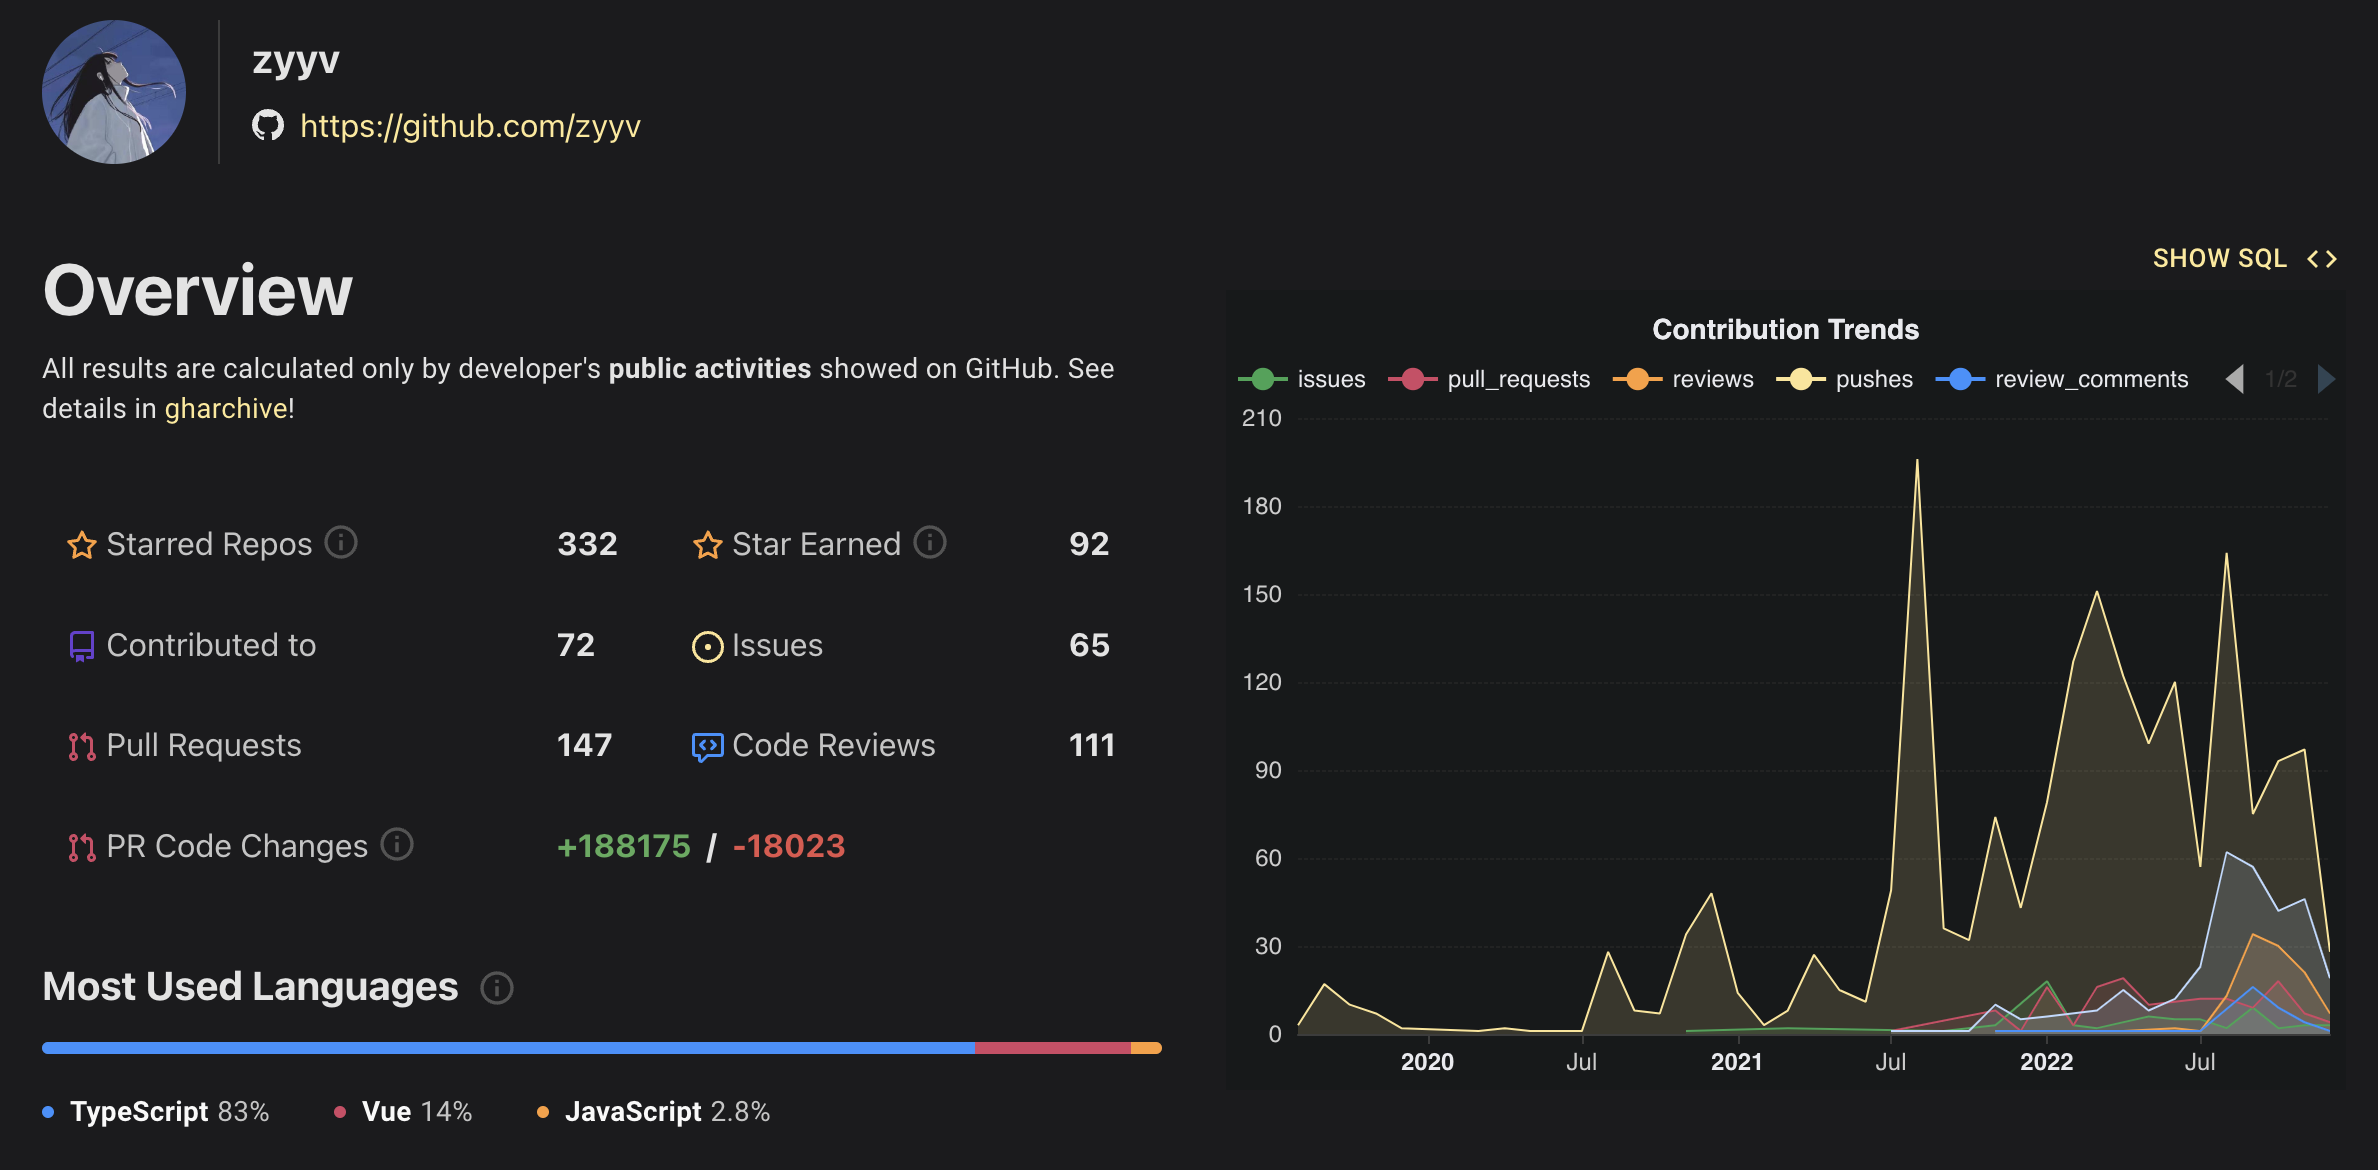 zyyv
https://github.com/zyyv
Overview
All results are calculated only by developer's public activities showed on GitHub. See
details in gharchive!
Starred Repos 332 Star Earned 92
Contributed to 72 Issues 65
Pull Requests 147 Code Reviews 111
PR Code Changes +188175 / -18023
Most Used Languages
TypeScript 83% Vue 14% JavaScript 2.8%
SHOW SQL <>
Contribution Trends
issues pull_requests reviews pushes review_comments 1/2
210
180
150
120
90
60
30
0
2020 Jul 2021 Jul 2022 Jul